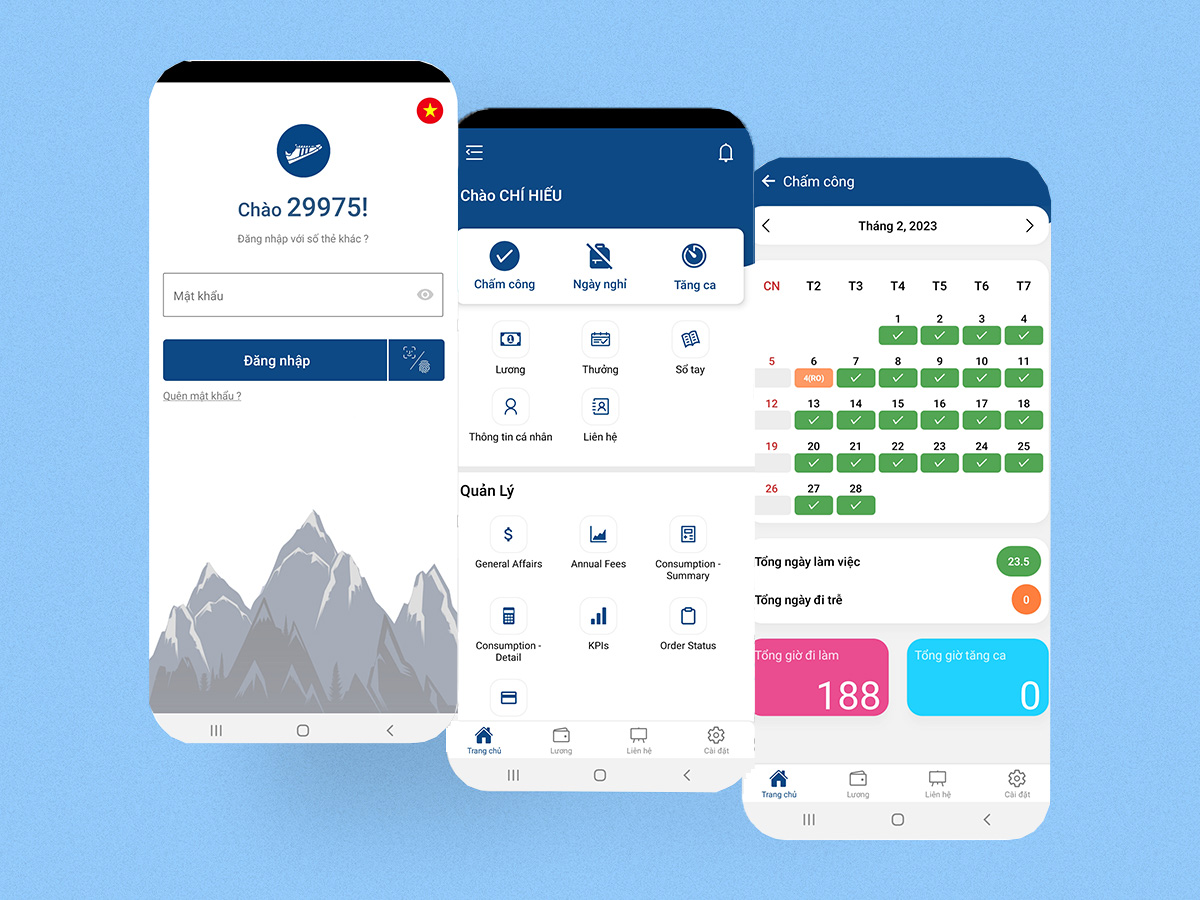 Chào 29975!
Đăng nhập với số thẻ khác ?
Mật khẩu
Đăng nhập
Quên mật khẩu ?
Chào CHÍ HIẾU
Chấm công Ngày nghỉ Tăng ca
Lương Thưởng Sổ tay
Thông tin cá nhân Liên hệ
Quản Lý
General Affairs Annual Fees Consumption -
Summary
Consumption - KPIs Order Status
Detail
Trang chủ Lương Liên hệ Cài đặt
Chấm công
Tháng 2, 2023
CN T2 T3 T4 T5 T6 T7
1 2 3 4
5 6 7 8 9 10 11
4(RO)
12 13 14 15 16 17 18
19 20 21 22 23 24 25
26 27 28
Tổng ngày làm việc 23.5
Tổng ngày đi trễ 0
Tổng giờ đi làm Tổng giờ tăng ca
188 0
Trang chủ Lương Liên hệ Cài đặt